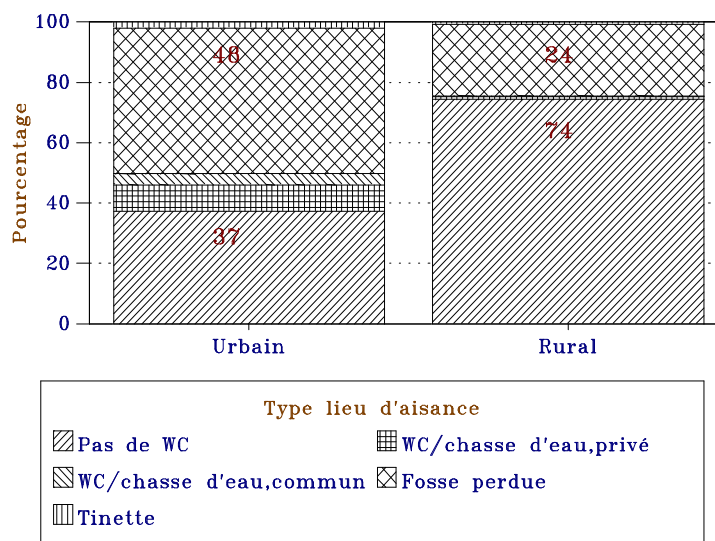 Pourcentage
100
80
60
40
20
0
48
37
24
74
Urbain Rural
Type lieu d'aisance
Pas de WC WC/chasse d'eau,privé
WC/chasse d'eau,commun Fosse perdue
Tinette